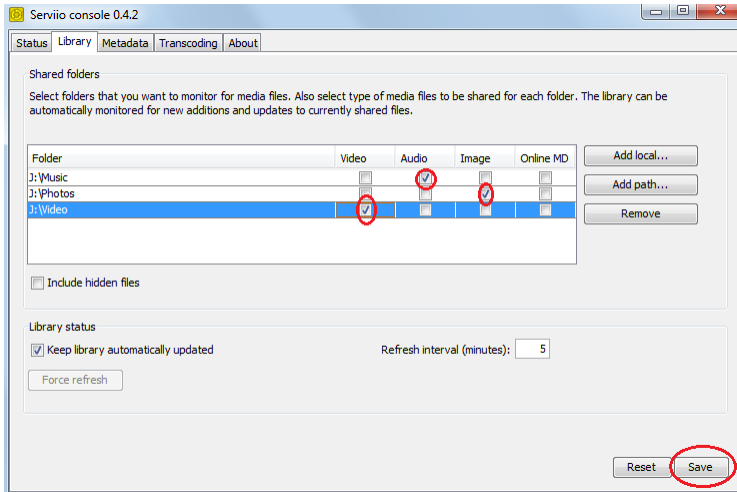 Serviio console 0.4.2
Status Library Metadata Transcoding About
Shared folders
Select folders that you want to monitor for media files. Also select type of media files to be shared for each folder. The library can be
automatically monitored for new additions and updates to currently shared files.
Folder Video Audio Image Online MD
J:\Music
J:\Photos
J:\Video
Add local...
Add path...
Remove
Include hidden files
Library status
Keep library automatically updated Refresh interval (minutes): 5
Force refresh
Reset Save